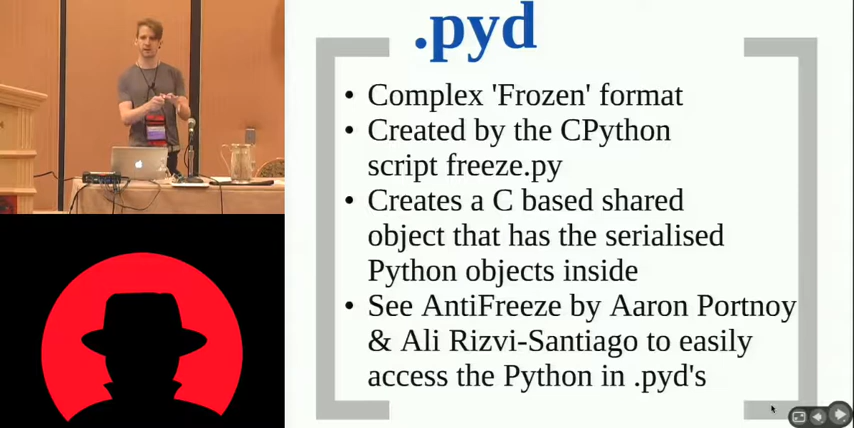 .pyd
• Complex 'Frozen' format
• Created by the CPython
script freeze.py
• Creates a C based shared
object that has the serialised
Python objects inside
• See AntiFreeze by Aaron Portnoy
& Ali Rizvi-Santiago to easily
access the Python in .pyd's